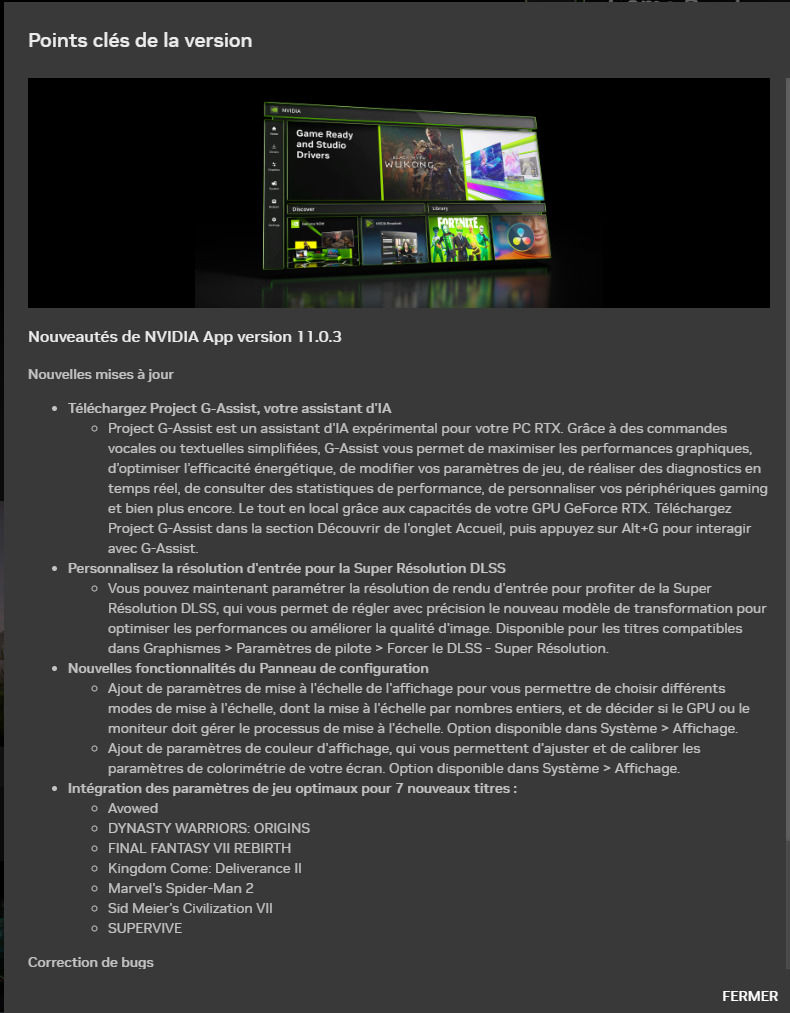 Points clés de la version
NVIDIA
Game Ready
and Studio
Drivers
BLACK MYTH
WUKONG
Discover
Library
FORTNITE
Nouveautés de NVIDIA App version 11.0.3
Nouvelles mises à jour
Téléchargez Project G-Assist, votre assistant d'IA
Project G-Assist est un assistant d'IA expérimental pour votre PC RTX. Grâce à des commandes
vocales ou textuelles simplifiées, G-Assist vous permet de maximiser les performances graphiques,
d'optimiser l'efficacité énergétique, de modifier vos paramètres de jeu, de réaliser des diagnostics en
temps réel, de consulter des statistiques de performance, de personnaliser vos périphériques gaming
et bien plus encore. Le tout en local grâce aux capacités de votre GPU GeForce RTX. Téléchargez
Project G-Assist dans la section Découvrir de l'onglet Accueil, puis appuyez sur Alt+G pour interagir
avec G-Assist.
Personnalisez la résolution d'entrée pour la Super Résolution DLSS
Vous pouvez maintenant paramétrer la résolution de rendu d'entrée pour profiter de la Super
Résolution DLSS, qui vous permet de régler avec précision le nouveau modèle de transformation pour
optimiser les performances ou améliorer la qualité d'image. Disponible pour les titres compatibles
dans Graphismes > Paramètres de pilote > Forcer le DLSS - Super Résolution.
Nouvelles fonctionnalités du Panneau de configuration
Ajout de paramètres de mise à l'échelle de l'affichage pour vous permettre de choisir différents
modes de mise à l'échelle, dont la mise à l'échelle par nombres entiers, et de décider si le GPU ou le
moniteur doit gérer le processus de mise à l'échelle. Option disponible dans Système > Affichage.
Ajout de paramètres de couleur d'affichage, qui vous permettent d'ajuster et de calibrer les
paramètres de colorimétrie de votre écran. Option disponible dans Système > Affichage.
Intégration des paramètres de jeu optimaux pour 7 nouveaux titres :
Avowed
DYNASTY WARRIORS: ORIGINS
FINAL FANTASY VII REBIRTH
Kingdom Come: Deliverance II
Marvel's Spider-Man 2
Sid Meier's Civilization VII
SUPERVIVE
Correction de bugs
FERMER